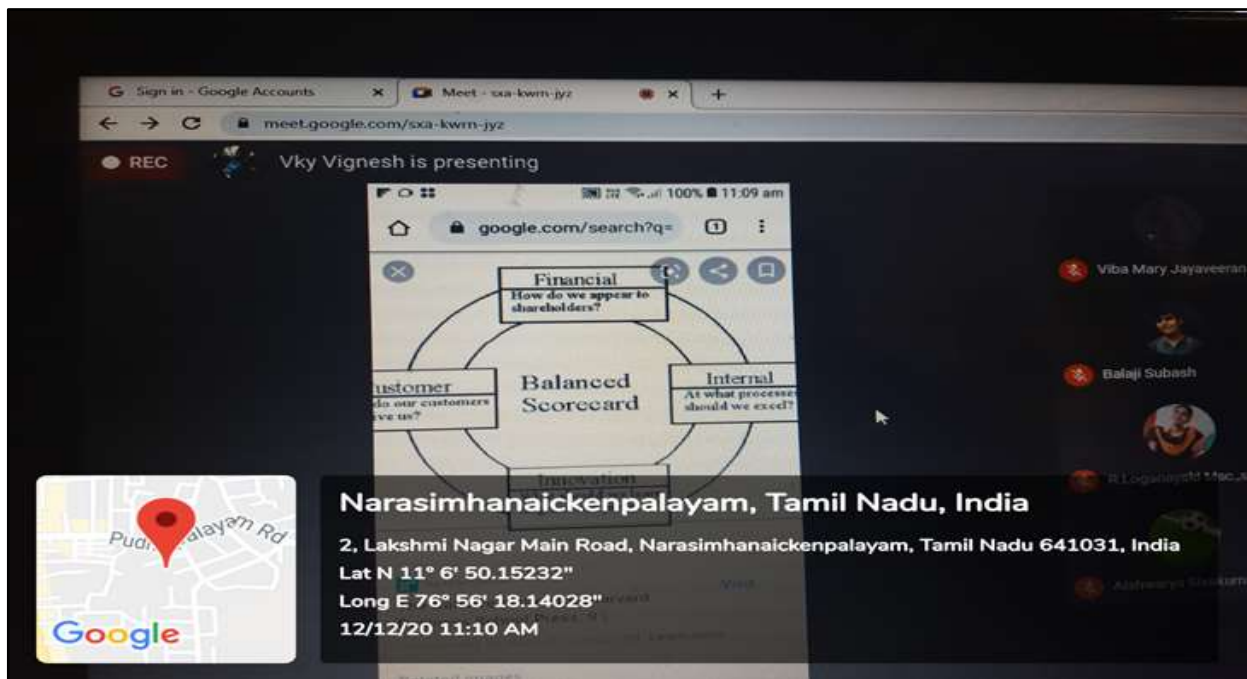 G Sign in - Google Accounts
Meet - sxa-kwrn-jyz
meet.google.com/sxa-kwrn-jyz
REC
Vky Vignesh is presenting
100% 11:09 am
google.com/search?q=
1
Financial
How do we appear to
shareholders?
ustomer
do our customers
ive us?
Balanced
Scorecard
Internal
At what processe
should we excel?
Innovation
Viba Mary Jayaveeran
Balaji Subash
Narasimhanaickenpalayam, Tamil Nadu, India
2, Lakshmi Nagar Main Road, Narasimhanaickenpalayam, Tamil Nadu 641031, India
Lat N 11° 6' 50.15232"
Long E 76° 56' 18.14028"
12/12/20 11:10 AM
Visit
Google